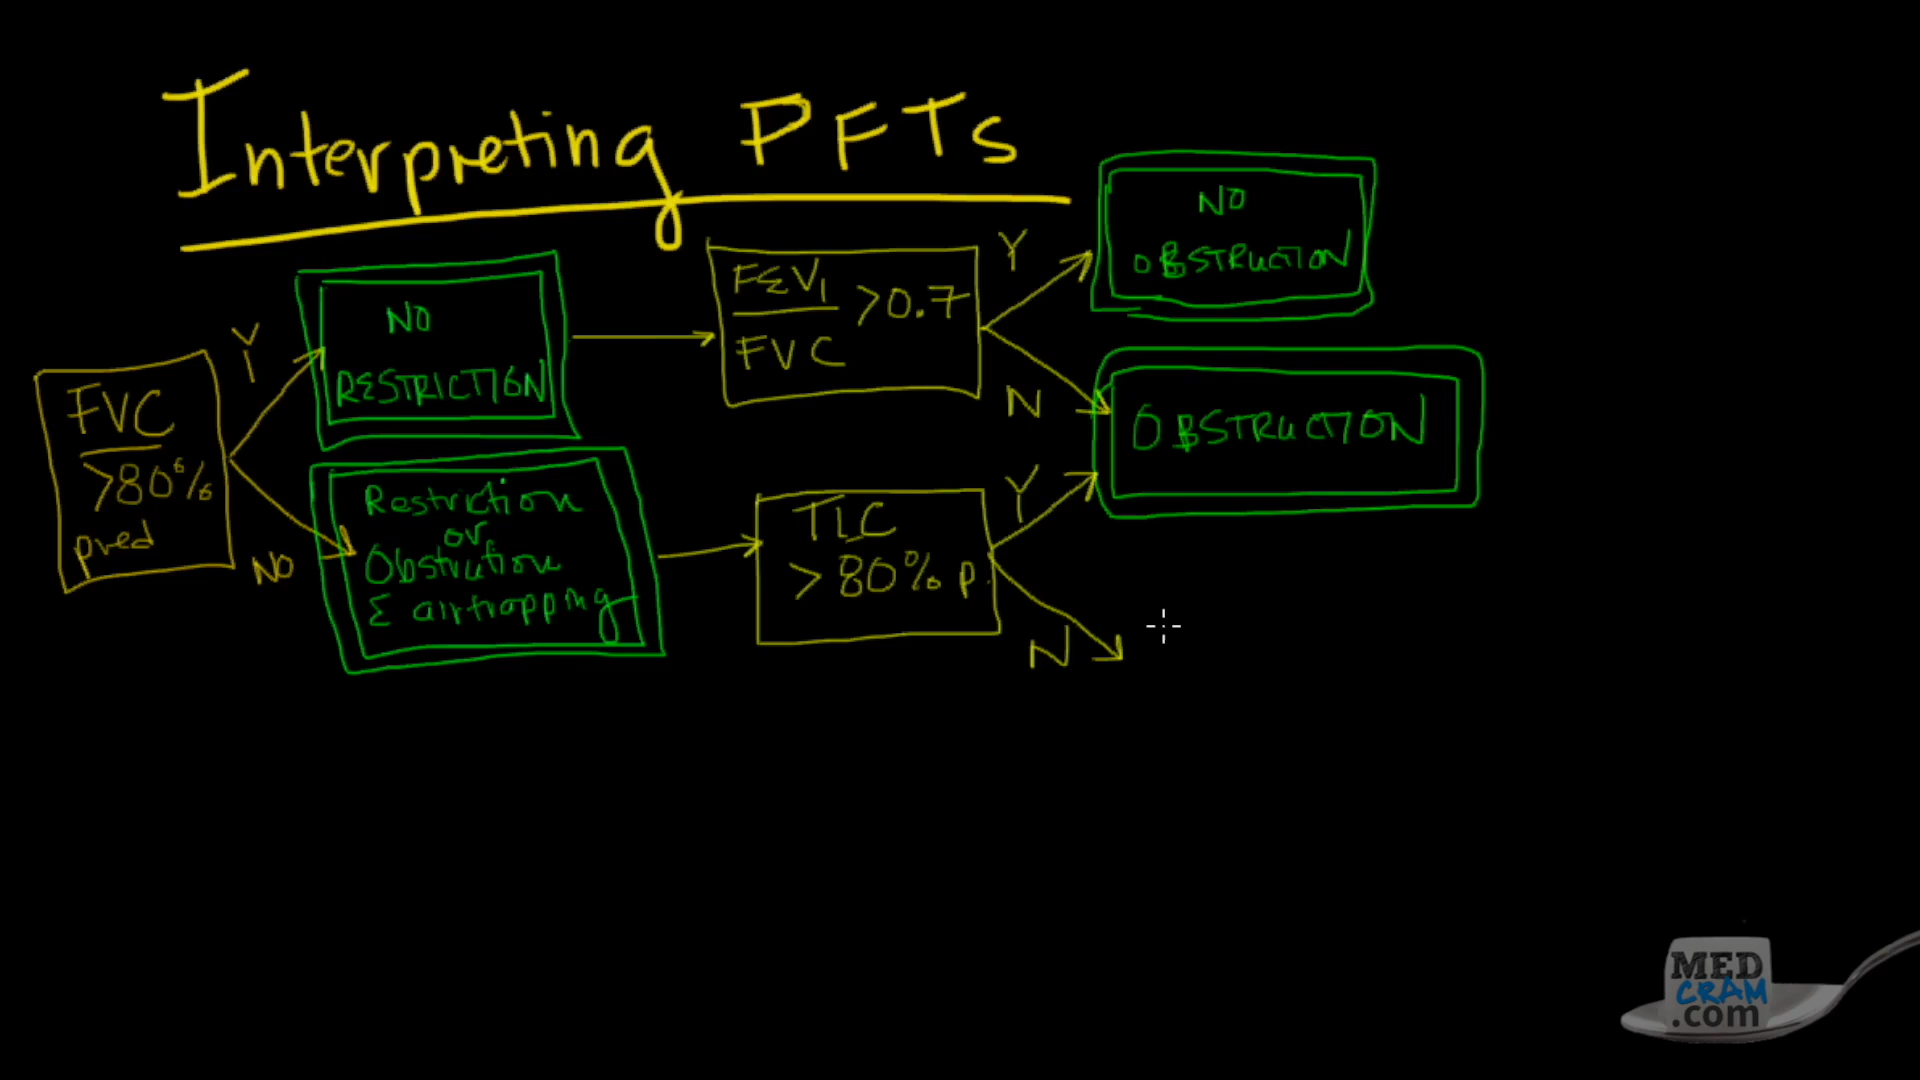 Interpreting PFTs
FVC
>80% pred
Y
NO
NO
RESTRICTION
Restriction
or
Obstrution
& airtrapping
FEV1
FVC
>0.7
Y
N
NO
OBSTRUCTION
OBSTRUCTION
TLC
>80% p.
Y
N
MED
CRAM
.com